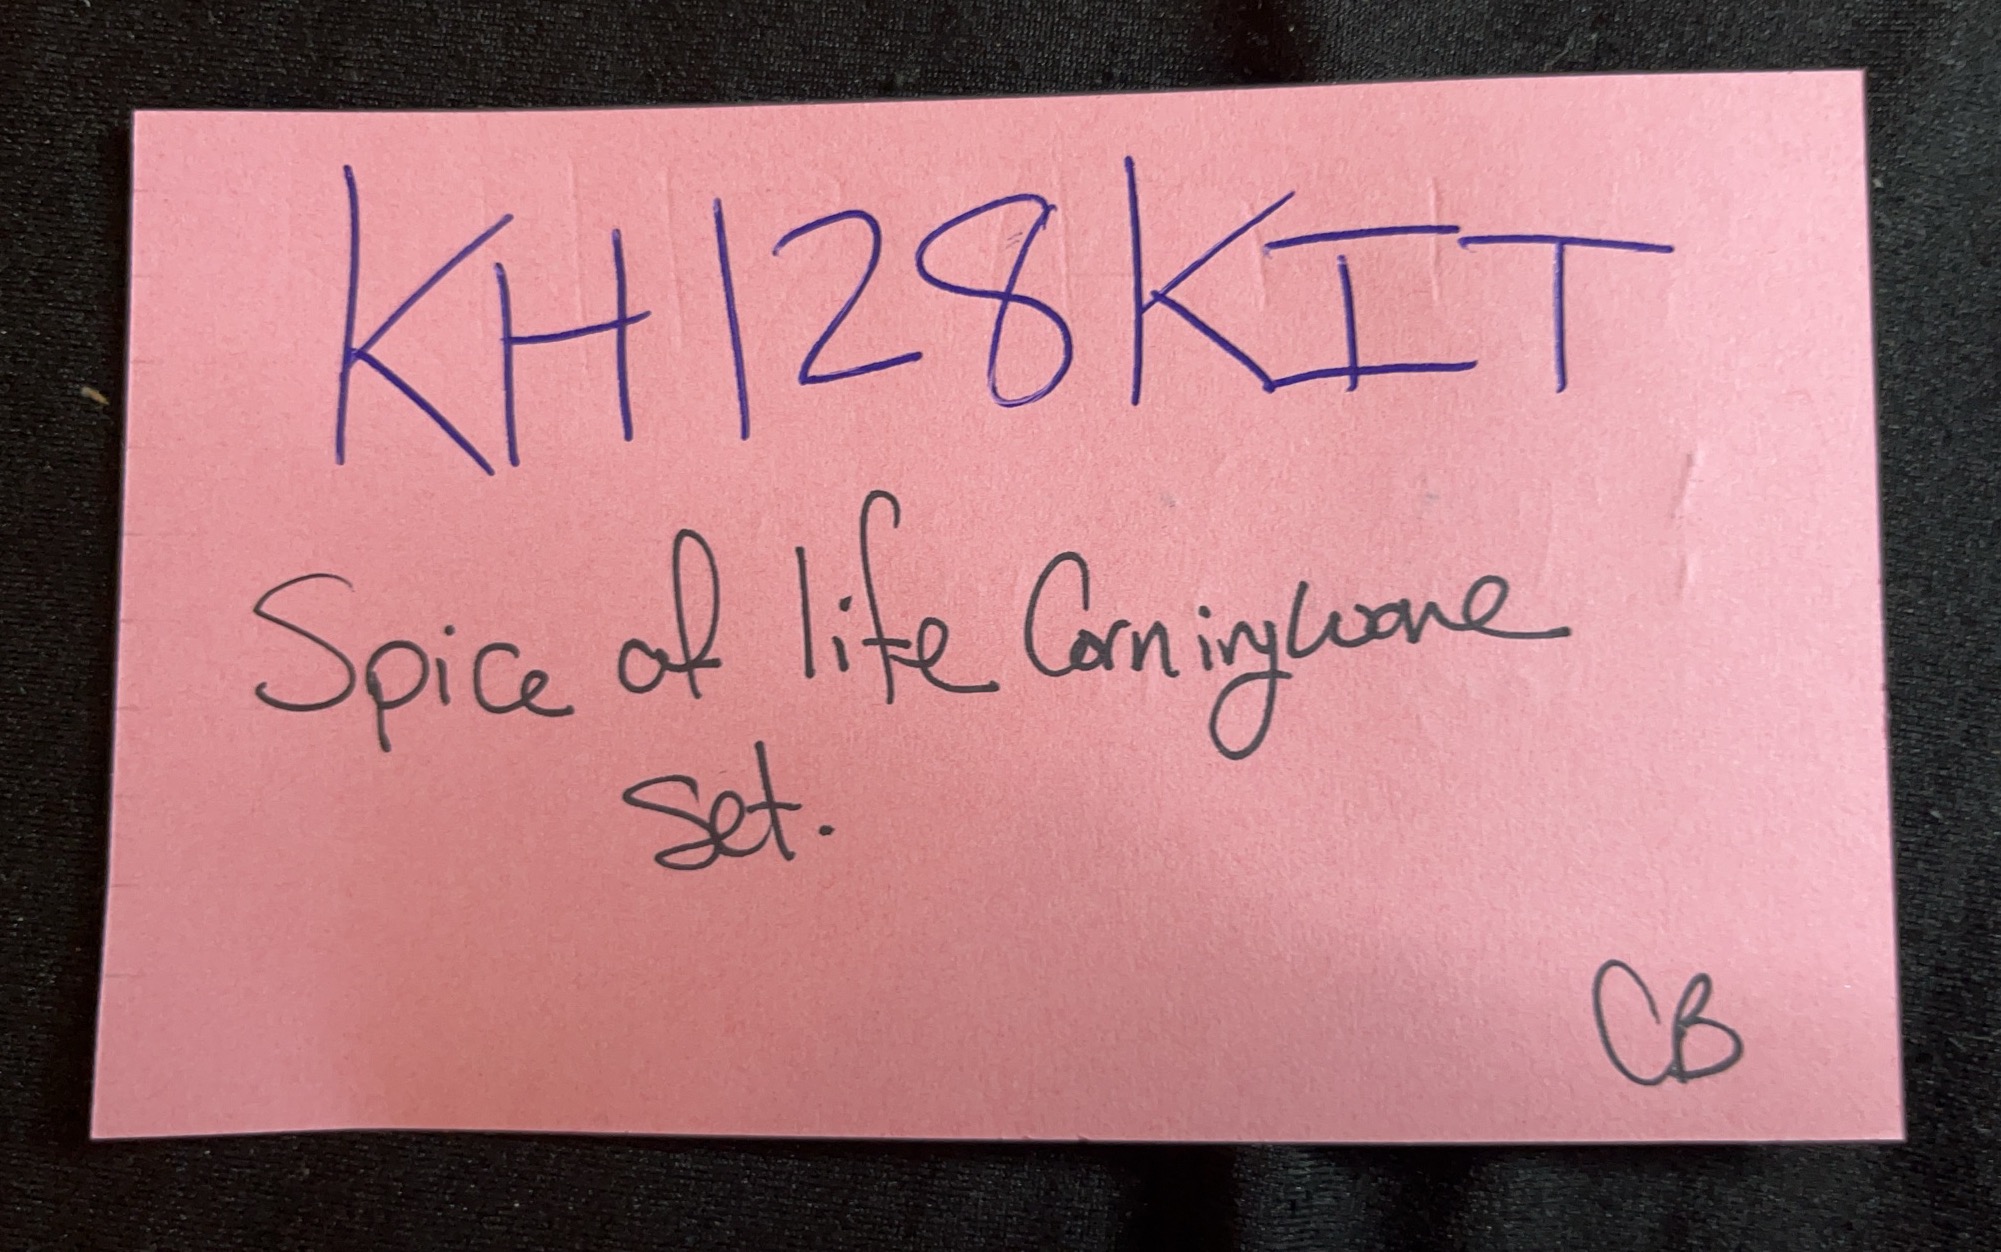 KH128KIT
Spice of life Corningware
Set.
CB